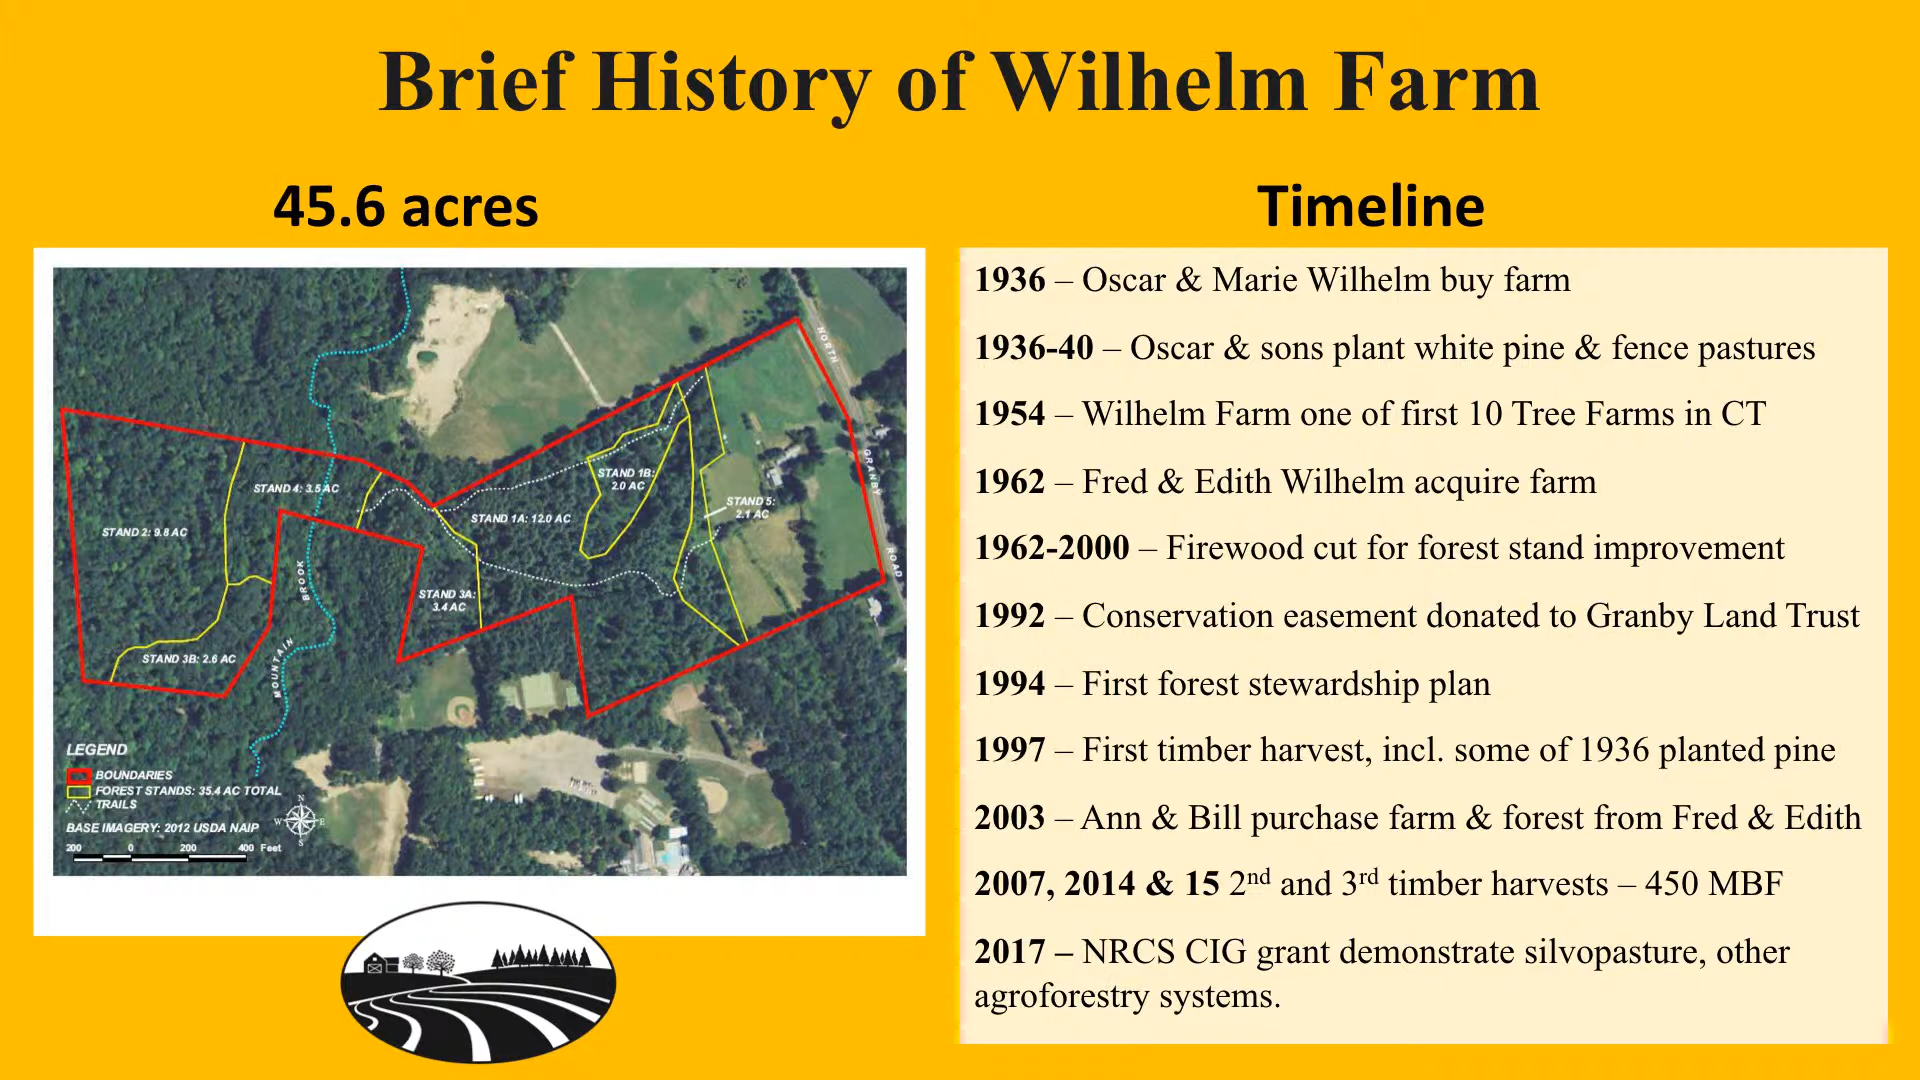 Brief History of Wilhelm Farm
45.6 acres
NORTH
GRANBY
ROAD
STAND 1B:
2.0 AC
STAND 4: 3.5 AC
STAND 5:
2.1 AC
STAND 1A: 12.0 AC
STAND 2: 9.8 AC
BROOK
STAND 3A:
3.4 AC
STAND 3B: 2.6 AC
MOUNTAIN
LEGEND
BOUNDARIES
FOREST STANDS: 35.4 AC TOTAL
TRAILS
N
W E
S
BASE IMAGERY: 2012 USDA NAIP
200 0 200 400 Feet
Timeline
1936 – Oscar & Marie Wilhelm buy farm
1936-40 – Oscar & sons plant white pine & fence pastures
1954 – Wilhelm Farm one of first 10 Tree Farms in CT
1962 – Fred & Edith Wilhelm acquire farm
1962-2000 – Firewood cut for forest stand improvement
1992 – Conservation easement donated to Granby Land Trust
1994 – First forest stewardship plan
1997 – First timber harvest, incl. some of 1936 planted pine
2003 – Ann & Bill purchase farm & forest from Fred & Edith
2007, 2014 & 15 2nd and 3rd timber harvests – 450 MBF
2017 – NRCS CIG grant demonstrate silvopasture, other
agroforestry systems.